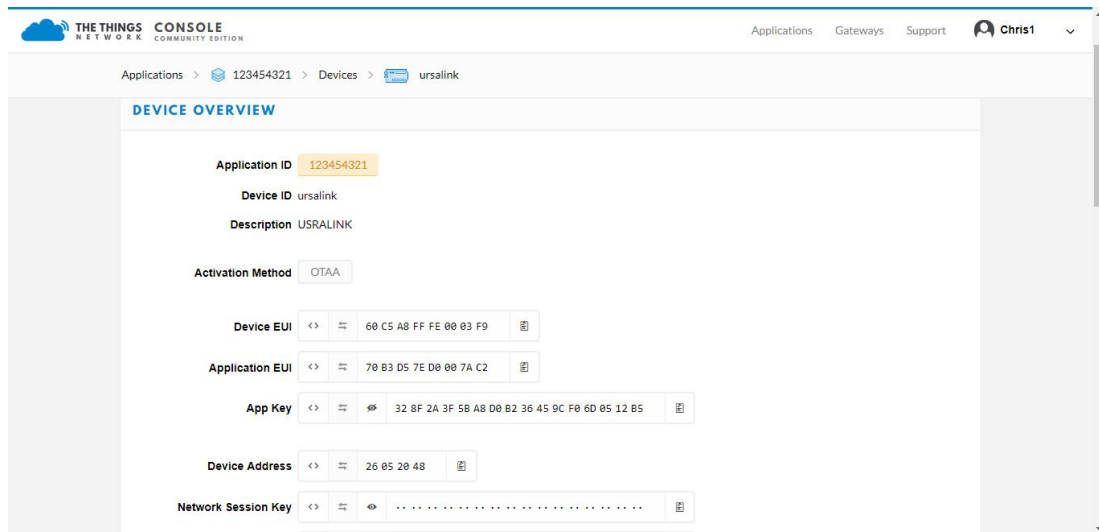 THE THINGS NETWORK CONSOLE COMMUNITY EDITION Applications Gateways Support Chris1
Applications > 123454321 > Devices > ursalink
DEVICE OVERVIEW
Application ID 123454321
Device ID ursalink
Description USRALINK
Activation Method OTAA
Device EUI <> 60 C5 A8 FF FE 00 03 F9
Application EUI <> 70 B3 D5 7E D0 00 7A C2
App Key <> 32 8F 2A 3F 5B A8 D0 B2 36 45 9C F0 6D 05 12 B5
Device Address <> 26 05 20 48
Network Session Key <> .. .. .. .. .. .. .. .. .. .. .. .. .. .. .. ..